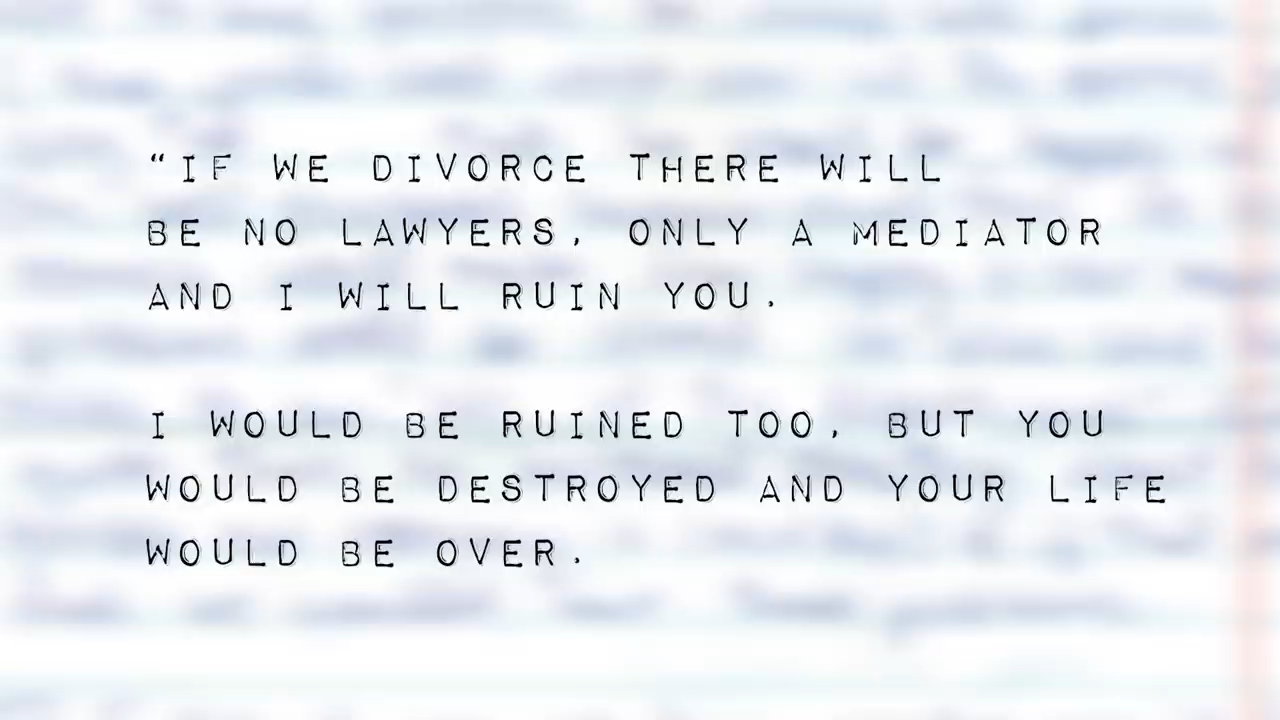 “IF WE DIVORCE THERE WILL
BE NO LAWYERS, ONLY A MEDIATOR
AND I WILL RUIN YOU.
I WOULD BE RUINED TOO, BUT YOU
WOULD BE DESTROYED AND YOUR LIFE
WOULD BE OVER.